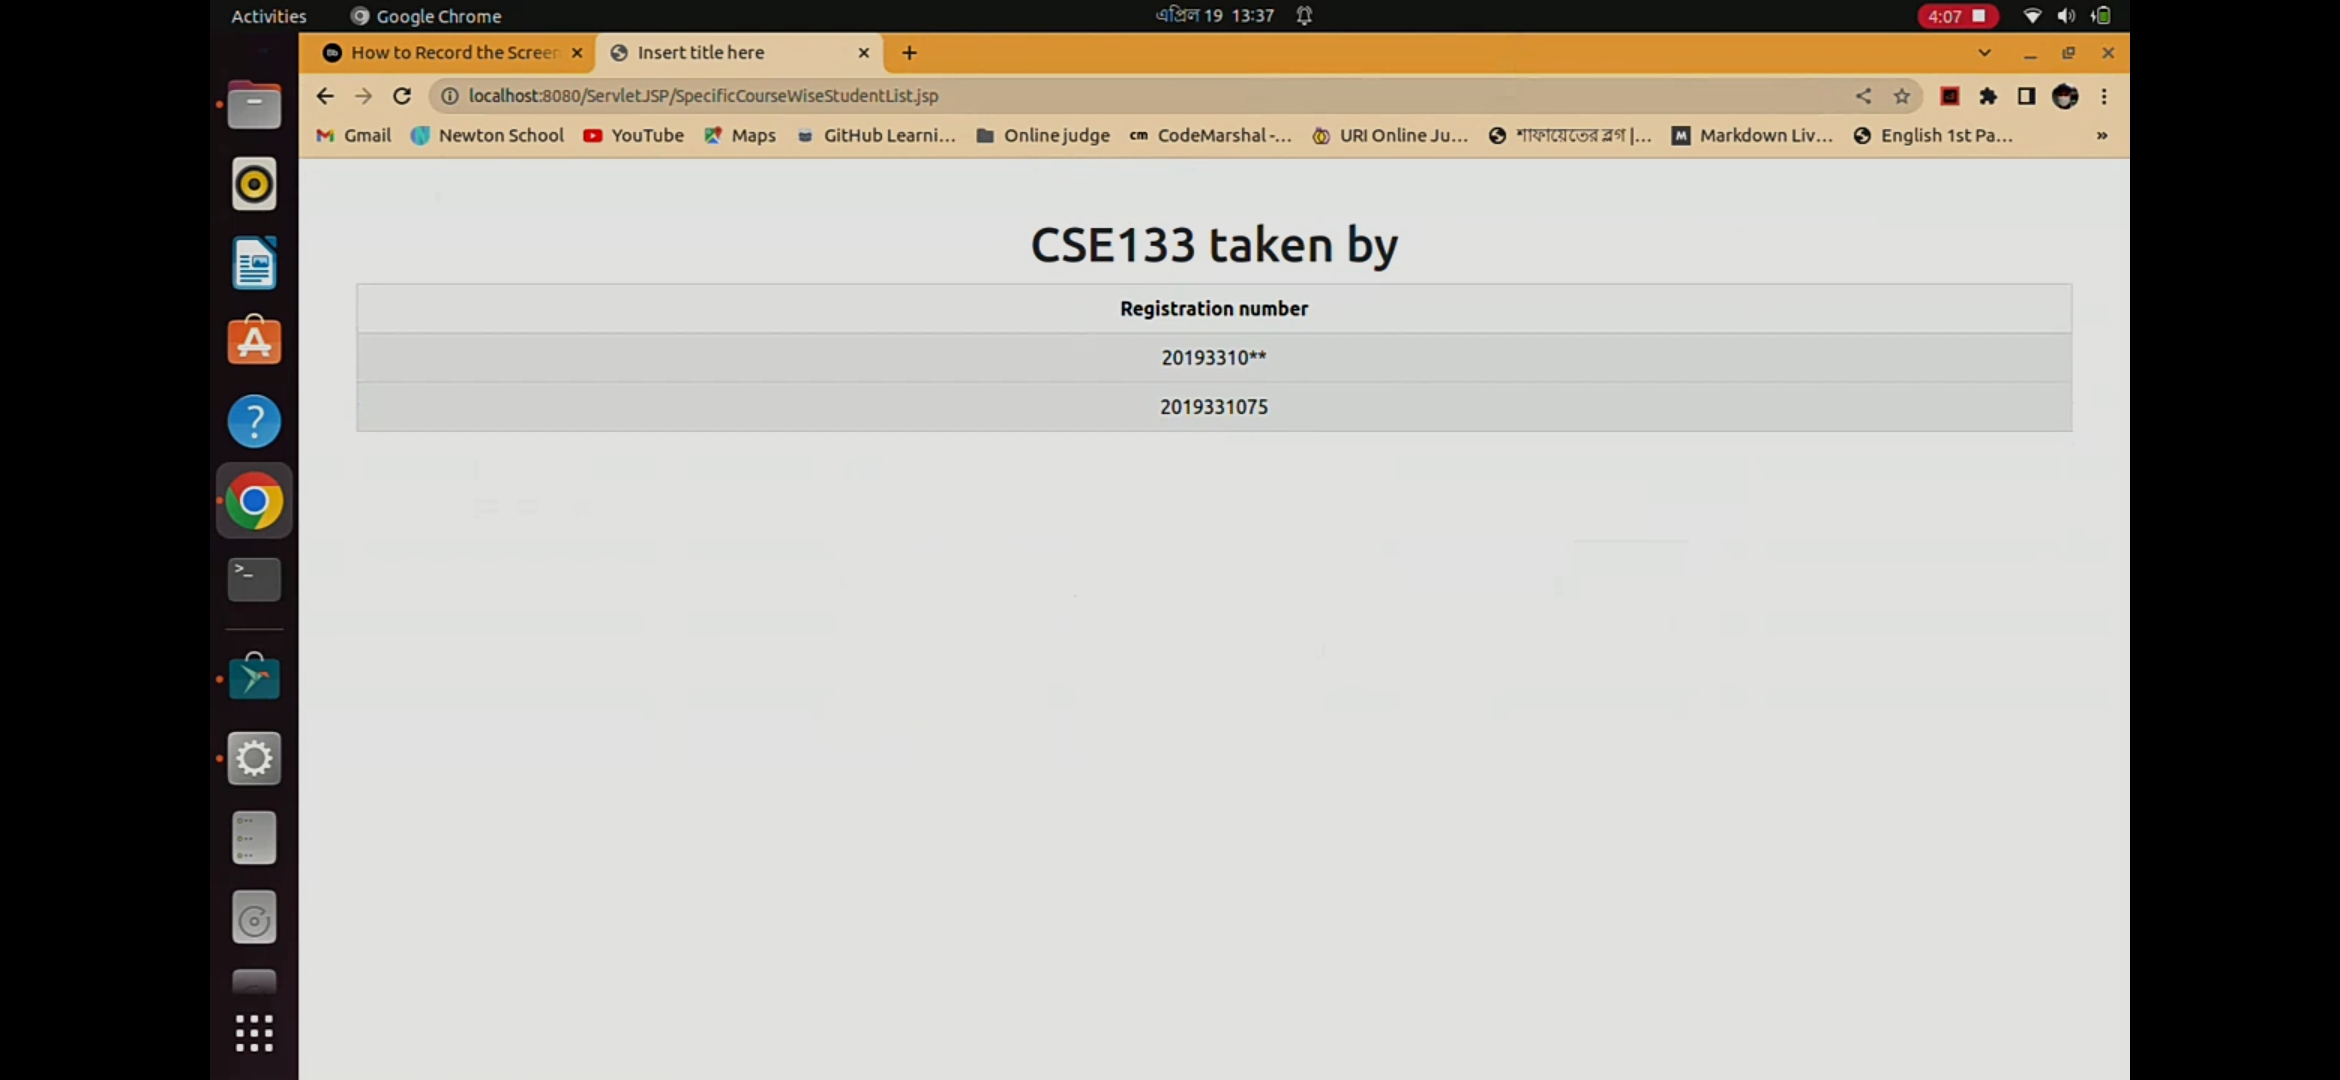 Activities Google Chrome এপ্রিল 19 13:37 4:07
How to Record the Screen Insert title here
localhost:8080/ServletJSP/SpecificCourseWiseStudentList.jsp
Gmail Newton School YouTube Maps GitHub Learni... Online judge cm CodeMarshal -... URI Online Ju... শাফায়েতের ব্লগ |... M Markdown Liv... English 1st Pa... »
CSE133 taken by
Registration number
20193310**
2019331075